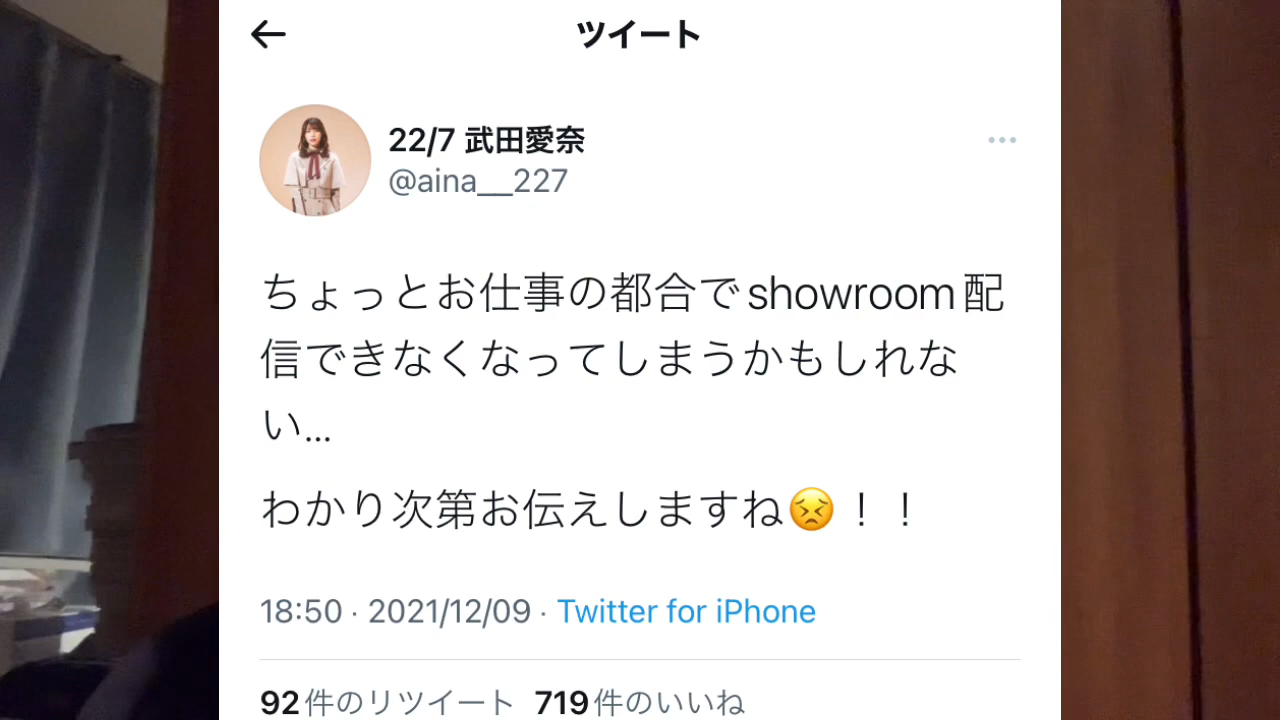 ツイート
22/7 武田愛奈
@aina__227
ちょっとお仕事の都合でshowroom配
信できなくなってしまうかもしれな
い...
わかり次第お伝えしますね😣！！
18:50 · 2021/12/09 · Twitter for iPhone
92件のリツイート 719件のいいね